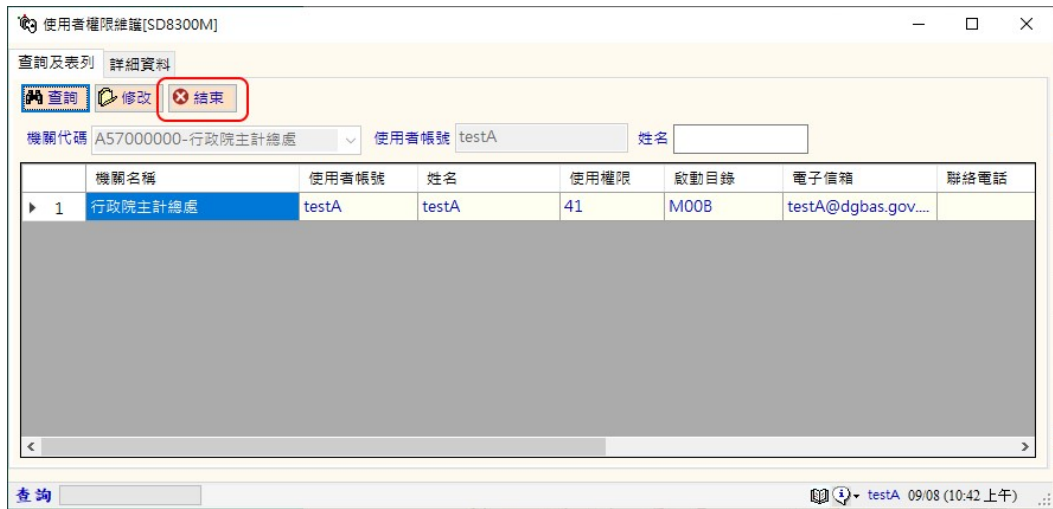 使用者權限維護[SD8300M]
查詢及表列 詳細資料
查詢 修改 結束
機關代碼 A57000000-行政院主計總處 使用者帳號 testA 姓名
機關名稱 使用者帳號 姓名 使用權限 啟動目錄 電子信箱 聯絡電話
1 行政院主計總處 testA testA 41 M00B testA@dgbas.gov....
查詢 testA 09/08 (10:42 上午)